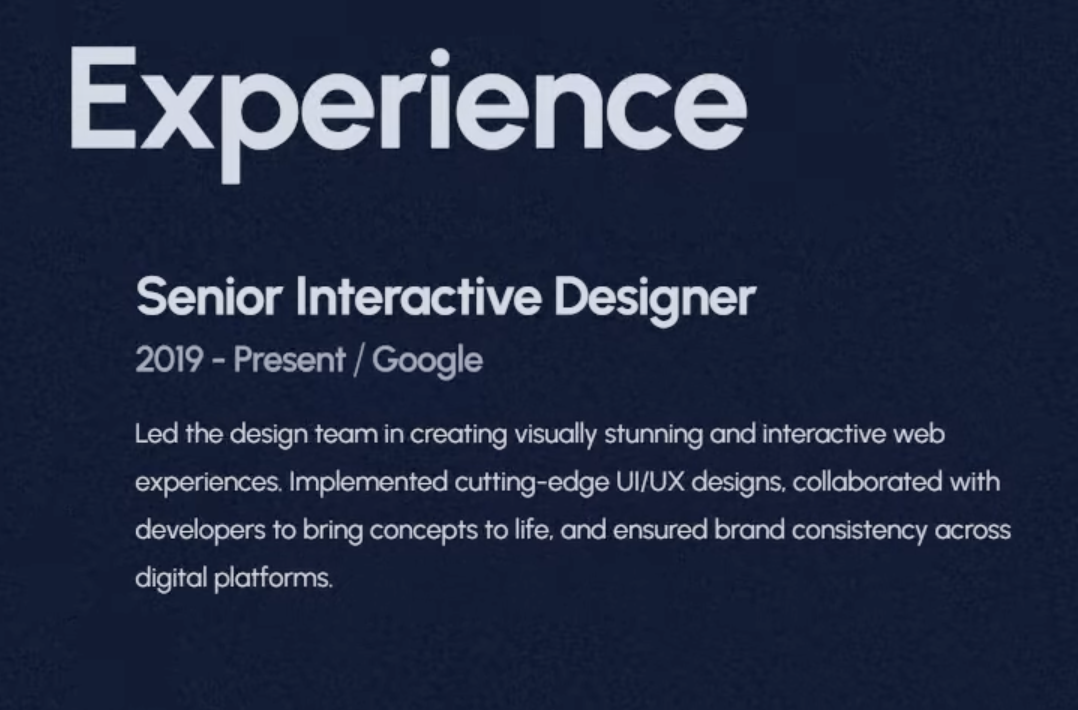 Experience
Senior Interactive Designer
2019 - Present / Google
Led the design team in creating visually stunning and interactive web
experiences. Implemented cutting-edge UI/UX designs, collaborated with
developers to bring concepts to life, and ensured brand consistency across
digital platforms.